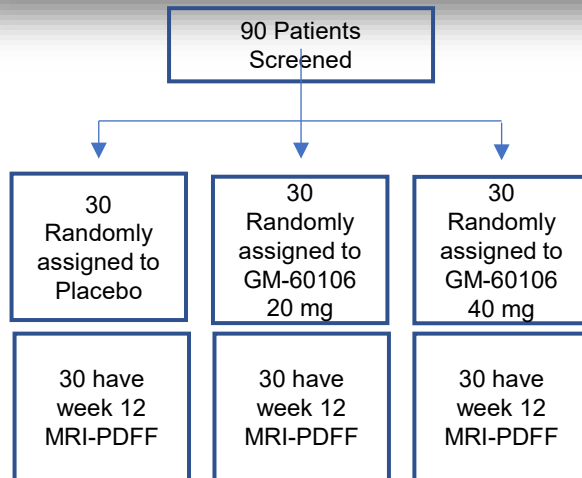 90 Patients
Screened
30
Randomly
assigned to
Placebo
30
Randomly
assigned to
GM-60106
20 mg
30
Randomly
assigned to
GM-60106
40 mg
30 have
week 12
MRI-PDFF
30 have
week 12
MRI-PDFF
30 have
week 12
MRI-PDFF